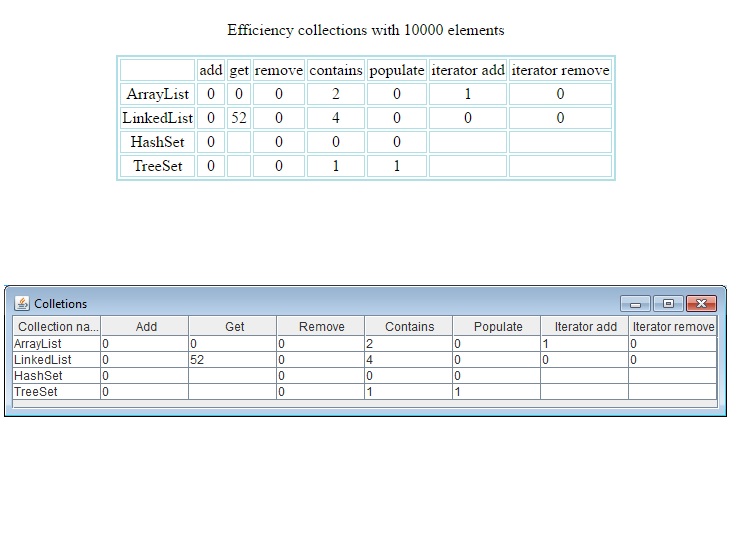 Efficiency collections with 10000 elements
add get remove contains populate iterator add iterator remove
ArrayList 0 0 0 2 0 1 0
LinkedList 0 52 0 4 0 0 0
HashSet 0 0 0 0
TreeSet 0 0 1 1
Colletions
Collection na... Add Get Remove Contains Populate Iterator add Iterator remove
ArrayList 0 0 0 2 0 1 0
LinkedList 0 52 0 4 0 0 0
HashSet 0 0 0 0
TreeSet 0 0 1 1